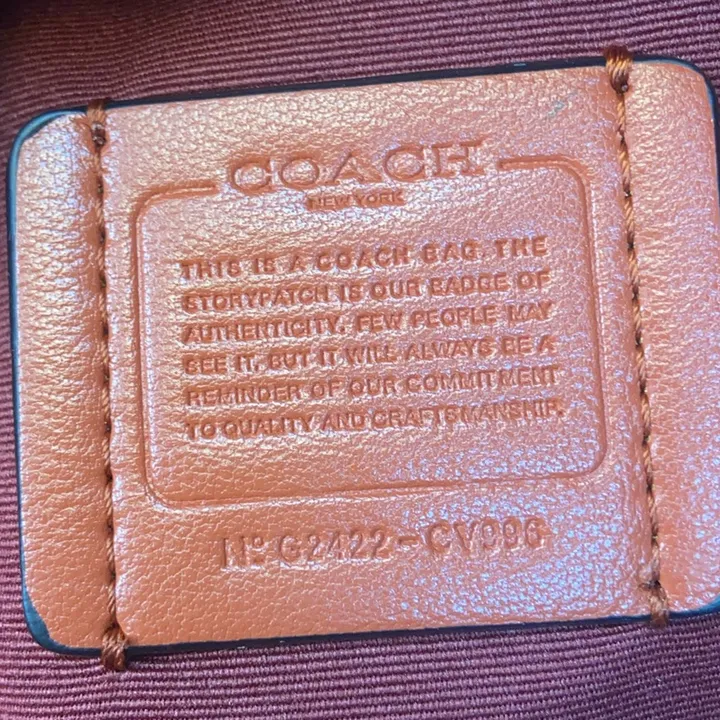 COACH
NEW YORK
THIS IS A COACH BAG. THE
STORYPATCH IS OUR BADGE OF
AUTHENTICITY. FEW PEOPLE MAY
SEE IT, BUT IT WILL ALWAYS BE A
REMINDER OF OUR COMMITMENT
TO QUALITY AND CRAFTSMANSHIP.
Nº G2422-CV996